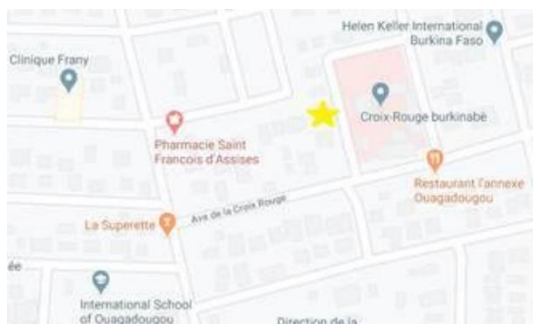 Helen Keller International
Burkina Faso
Clinique Frany
Croix-Rouge burkinabè
Pharmacie Saint
Francois d'Assises
Restaurant l'annexe
Ouagadougou
Ave de la Croix Rouge
La Superette
ée
International School
of Ouagadougou
Direction de la